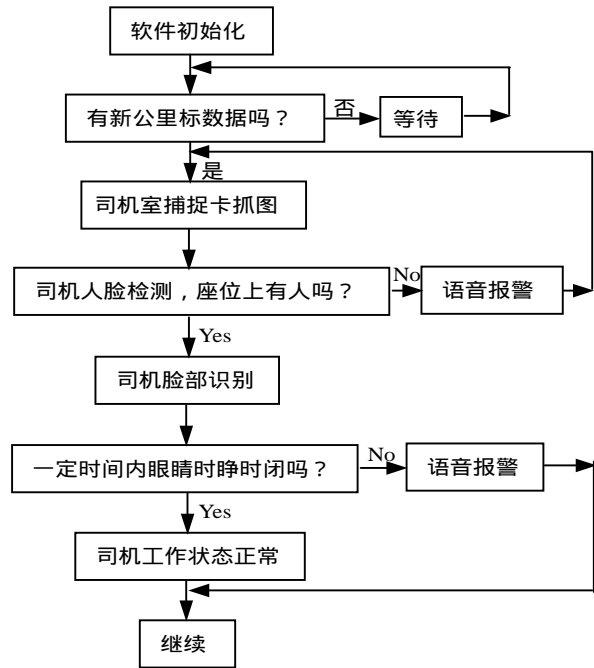 软件初始化
有新公里标数据吗？
否
等待
是
司机室捕捉卡抓图
司机人脸检测，座位上有人吗？
No
语音报警
Yes
司机脸部识别
一定时间内眼睛时睁时闭吗？
No
语音报警
Yes
司机工作状态正常
继续